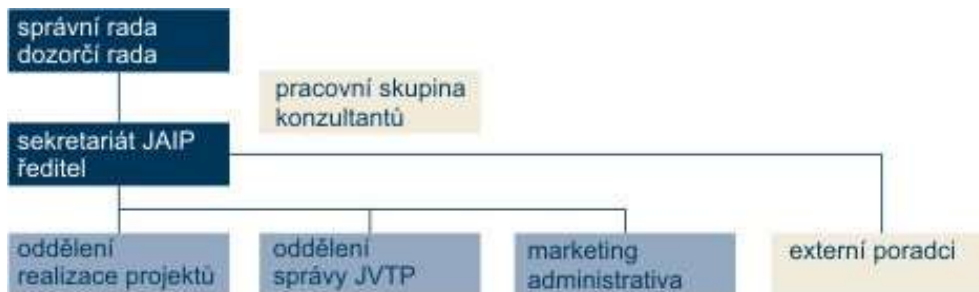 správní rada
dozorčí rada
pracovní skupina
konzultantů
sekretariát JAIP
ředitel
oddělení
realizace projektů
oddělení
správy JVTP
marketing
administrativa
externí poradci